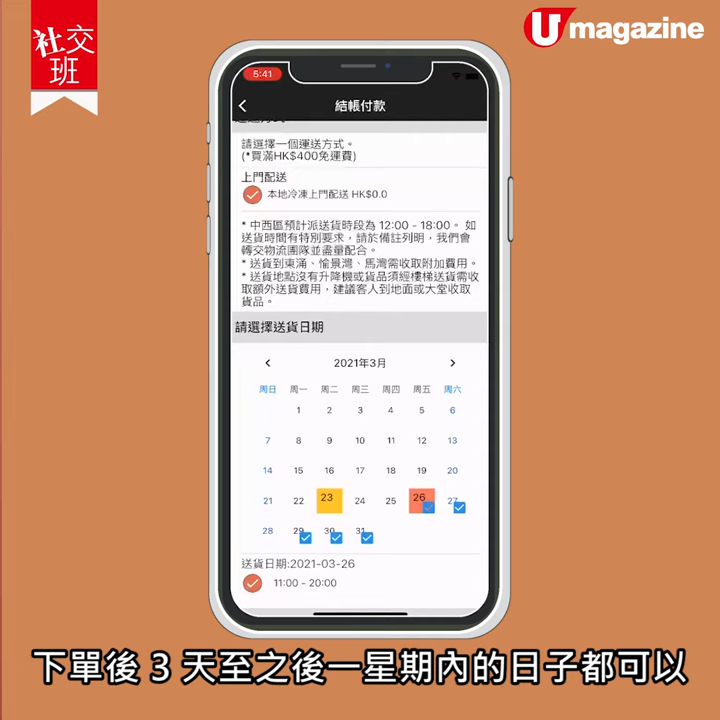 社交班
U magazine
5:41
結帳付款
請選擇一個運送方式。
(*買滿HK$400免運費)
上門配送
本地冷凍上門配送 HK$0.0
* 中西區預計派送貨時段為 12:00 - 18:00。 如
送貨時間有特別要求，請於備註列明，我們會
轉交物流團隊並盡量配合。
* 送貨到東涌、愉景灣、馬灣需收取附加費用。
* 送貨地點沒有升降機或貨品須經樓梯送貨需收
取額外送貨費用，建議客人到地面或大堂收取
貨品。
請選擇送貨日期
2021年3月
周日 周一 周二 周三 周四 周五 周六
1 2 3 4 5 6
7 8 9 10 11 12 13
14 15 16 17 18 19 20
21 22 23 24 25 26 27
28 29 30 31
送貨日期:2021-03-26
11:00 - 20:00
下單後 3 天至之後一星期內的日子都可以